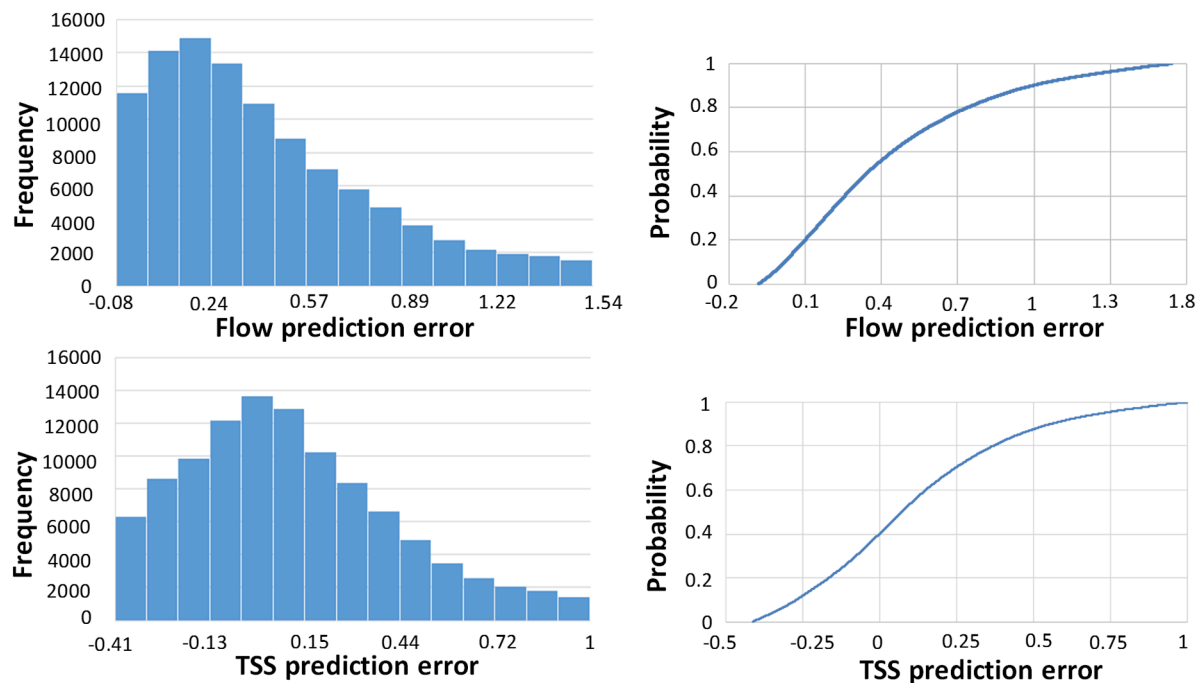 16000
14000
12000
10000
8000
6000
4000
2000
0
Frequency
-0.08 0.24 0.57 0.89 1.22 1.54
Flow prediction error
1
0.8
0.6
0.4
0.2
0
Probability
-0.2 0.1 0.4 0.7 1 1.3 1.8
Flow prediction error
16000
14000
12000
10000
8000
6000
4000
2000
0
Frequency
-0.41 -0.13 0.15 0.44 0.72 1
TSS prediction error
1
0.8
0.6
0.4
0.2
0
Probability
-0.5 -0.25 0 0.25 0.5 0.75 1
TSS prediction error